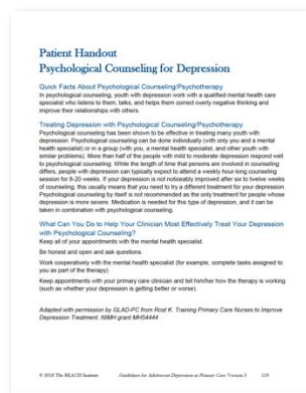 Patient Handout
Psychological Counseling for Depression
Quick Facts About Psychological Counseling/Psychotherapy
In psychological counseling, youth with depression work with a qualified mental health care
specialist who listens to them, talks, and helps them correct overly negative thinking and
improve their relationships with others.
Treating Depression with Psychological Counseling/Psychotherapy
Psychological counseling has been shown to be effective in treating many youth with
depression. Psychological counseling can be done individually (with only you and a mental
health specialist) or in a group (with you, a mental health specialist, and other youth with
similar problems). More than half of the people with mild to moderate depression respond well
to psychological counseling. While the length of time that persons are involved in counseling
differs, people with depression can typically expect to attend a weekly hour-long counseling
session for 8-20 weeks. If your depression is not noticeably improved after six to twelve weeks
of counseling, this usually means that you need to try a different treatment for your depression.
Psychological counseling by itself is not recommended as the only treatment for people whose
depression is more severe. Medication is needed for this type of depression, and it can be
taken in combination with psychological counseling.
What Can You Do to Help Your Clinician Most Effectively Treat Your Depression
with Psychological Counseling?
Keep all of your appointments with the mental health specialist.
Be honest and open and ask questions.
Work cooperatively with the mental health specialist (for example, complete tasks assigned to
you as part of the therapy).
Keep appointments with your primary care clinician and tell him/her how the therapy is working
(such as whether your depression is getting better or worse).
Adapted with permission by GLAD-PC from Rost K. Training Primary Care Nurses to Improve
Depression Treatment. NIMH grant MH54444
© 2018 The REACH Institute Guidelines for Adolescent Depression in Primary Care Version 3